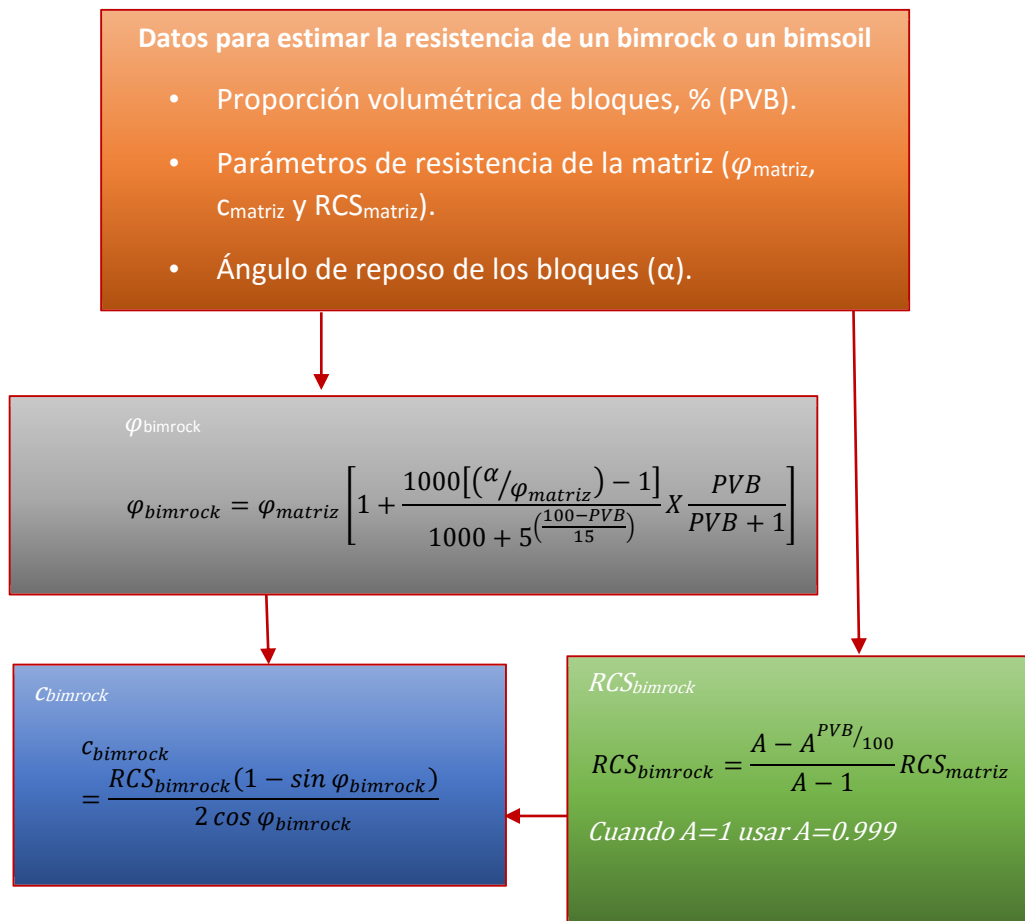 Datos para estimar la resistencia de un bimrock o un bimsoil
• Proporción volumétrica de bloques, % (PVB).
• Parámetros de resistencia de la matriz (φmatriz,
cmatriz y RCSmatriz).
• Ángulo de reposo de los bloques (α).
φbimrock
φbimrock = φmatriz [1 + 1000[(α/φmatriz) − 1] / 1000 + 5^((100−PVB)/15) X PVB / PVB + 1]
cbimrock
cbimrock
= RCSbimrock(1 − sin φbimrock) / 2 cos φbimrock
RCSbimrock
RCSbimrock = A − A^(PVB/100) / A − 1 RCSmatriz
Cuando A=1 usar A=0.999